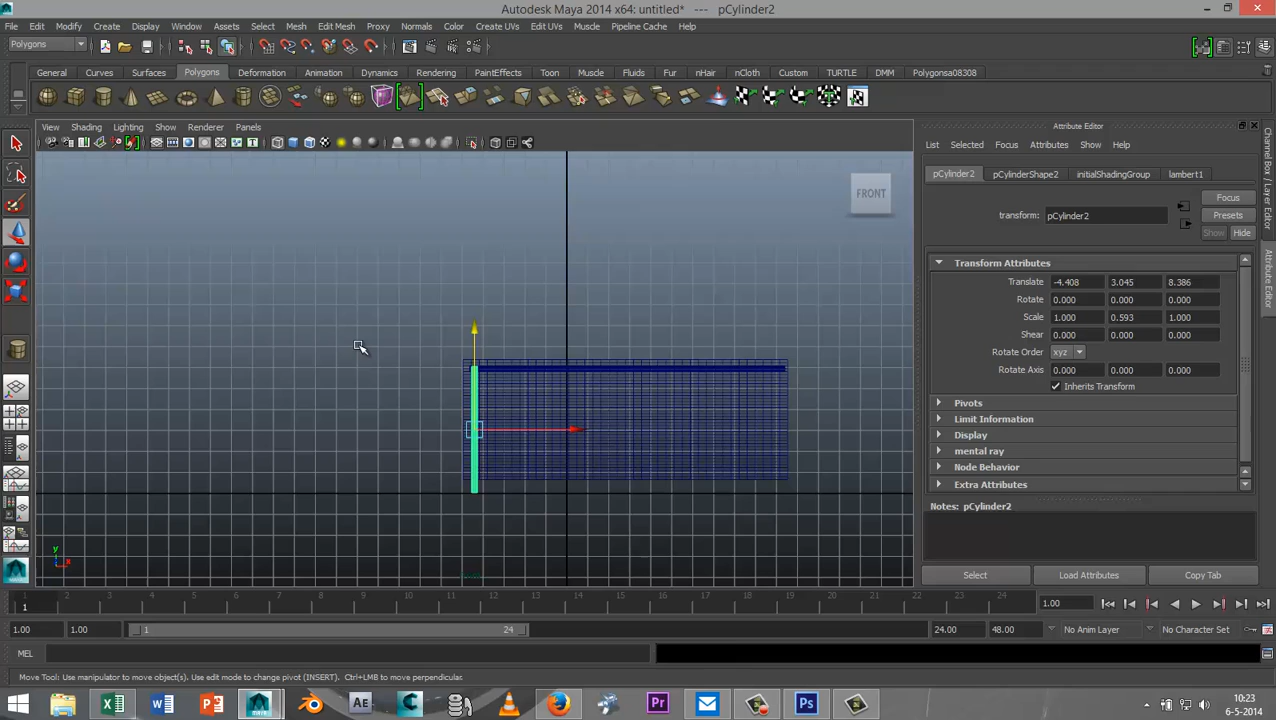 Autodesk Maya 2014 x64: untitled* --- pCylinder2
File Edit Modify Create Display Window Assets Select Mesh Edit Mesh Proxy Normals Color Create UVs Edit UVs Muscle Pipeline Cache Help
Polygons
General Curves Surfaces Polygons Deformation Animation Dynamics Rendering PaintEffects Toon Muscle Fluids Fur nHair nCloth Custom TURTLE DMM Polygonsa08308
View Shading Lighting Show Renderer Panels
FRONT
y
x
Attribute Editor
List Selected Focus Attributes Show Help
pCylinder2 pCylinderShape2 initialShadingGroup lambert1
Focus
transform: pCylinder2
Presets
Show Hide
Transform Attributes
Translate -4.408 3.045 8.386
Rotate 0.000 0.000 0.000
Scale 1.000 0.593 1.000
Shear 0.000 0.000 0.000
Rotate Order xyz
Rotate Axis 0.000 0.000 0.000
Inherits Transform
Pivots
Limit Information
Display
mental ray
Node Behavior
Extra Attributes
Notes: pCylinder2
Select Load Attributes Copy Tab
Channel Box / Layer Editor
Attribute Editor
1 2 3 4 5 6 7 8 9 10 11 12 13 14 15 16 17 18 19 20 21 22 23 24
1 1.00
1.00 1.00 1 24 24.00 48.00 No Anim Layer No Character Set
MEL
Move Tool: Use manipulator to move object(s). Use edit mode to change pivot (INSERT). Ctrl+LMB to move perpendicular.
10:23
6-5-2014